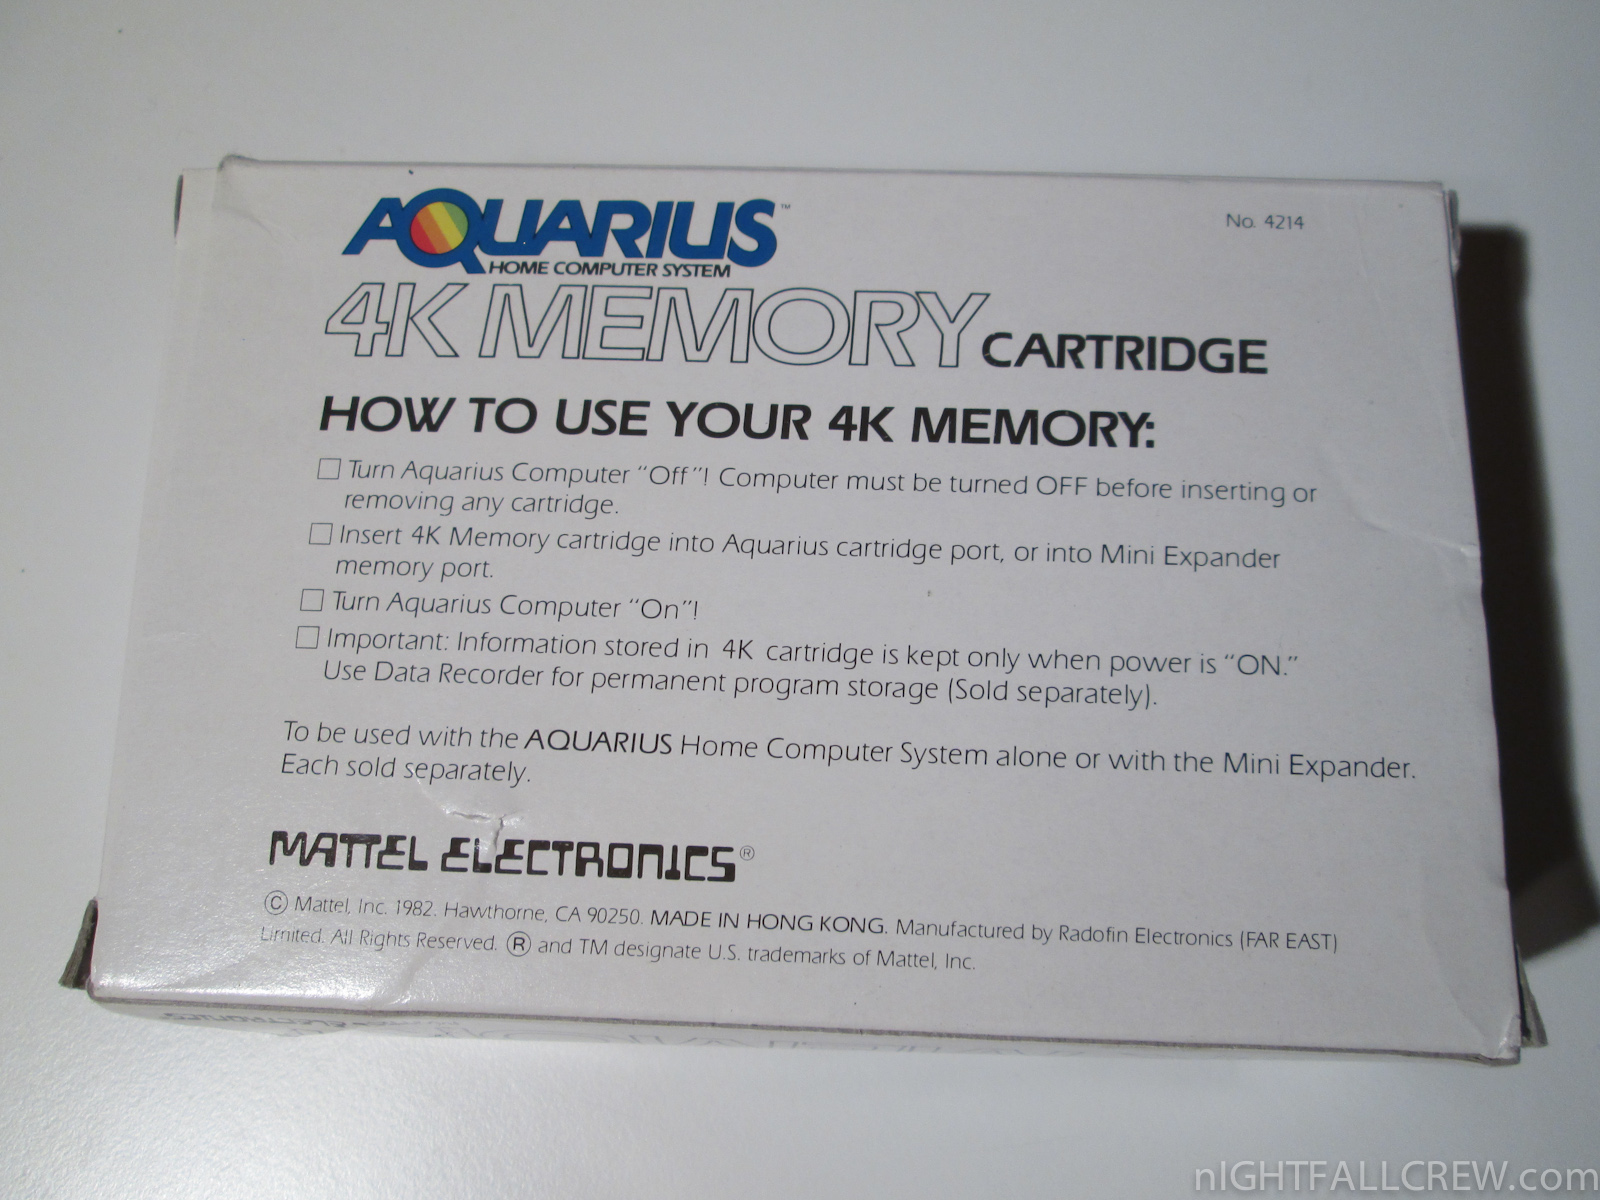 AQUARIUS™
No. 4214
HOME COMPUTER SYSTEM
4K MEMORY CARTRIDGE
HOW TO USE YOUR 4K MEMORY:
☐ Turn Aquarius Computer “Off”! Computer must be turned OFF before inserting or
removing any cartridge.
☐ Insert 4K Memory cartridge into Aquarius cartridge port, or into Mini Expander
memory port.
☐ Turn Aquarius Computer “On”!
☐ Important: Information stored in 4K cartridge is kept only when power is “ON.”
Use Data Recorder for permanent program storage (Sold separately).
To be used with the AQUARIUS Home Computer System alone or with the Mini Expander.
Each sold separately.
MATTEL ELECTRONICS®
© Mattel, Inc. 1982. Hawthorne, CA 90250. MADE IN HONG KONG. Manufactured by Radofin Electronics (FAR EAST)
Limited. All Rights Reserved. ® and TM designate U.S. trademarks of Mattel, Inc.
nIGHTFALLCREW.com